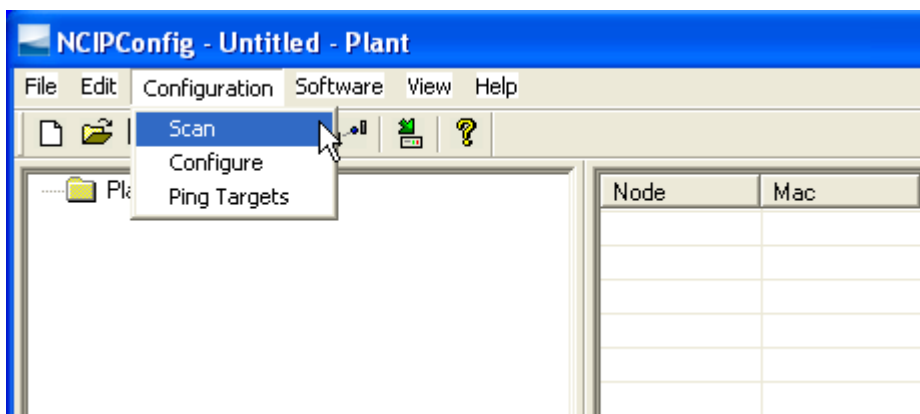 NCIPConfig - Untitled - Plant
File Edit Configuration Software View Help
Scan
Configure
Ping Targets
Node Mac